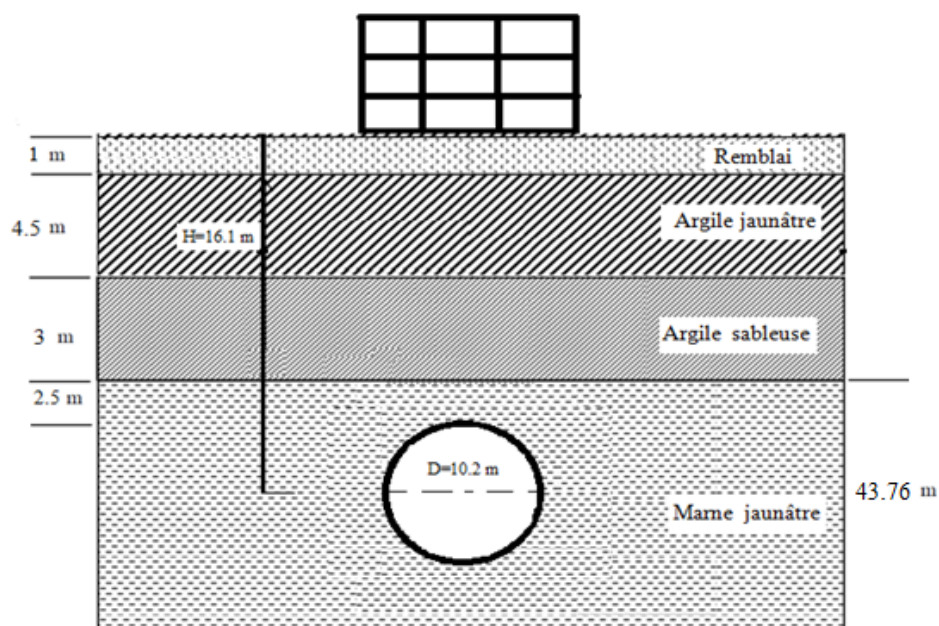 1 m
Remblai
4.5 m
H=16.1 m
Argile jaunâtre
3 m
Argile sableuse
2.5 m
D=10.2 m
43.76 m
Marne jaunâtre